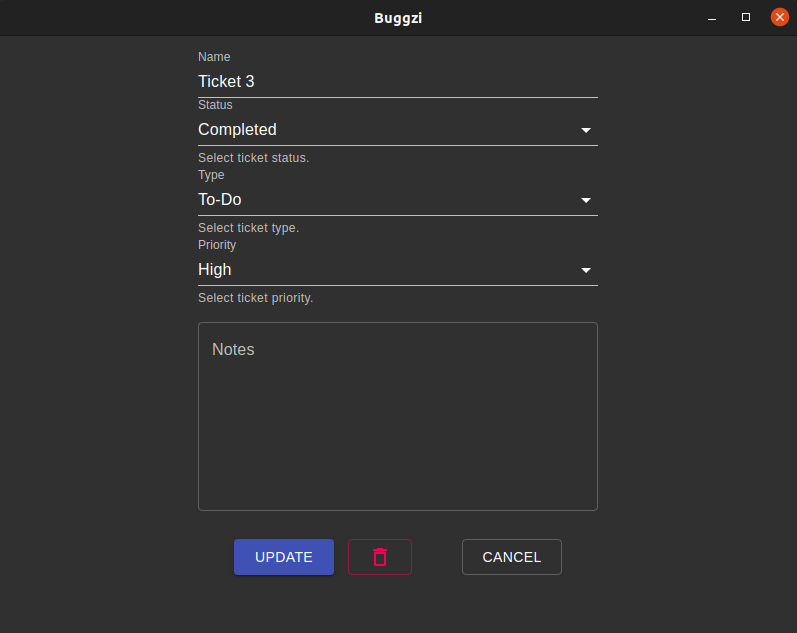 Buggzi
Name
Ticket 3
Status
Completed
Select ticket status.
Type
To-Do
Select ticket type.
Priority
High
Select ticket priority.
Notes
UPDATE
CANCEL